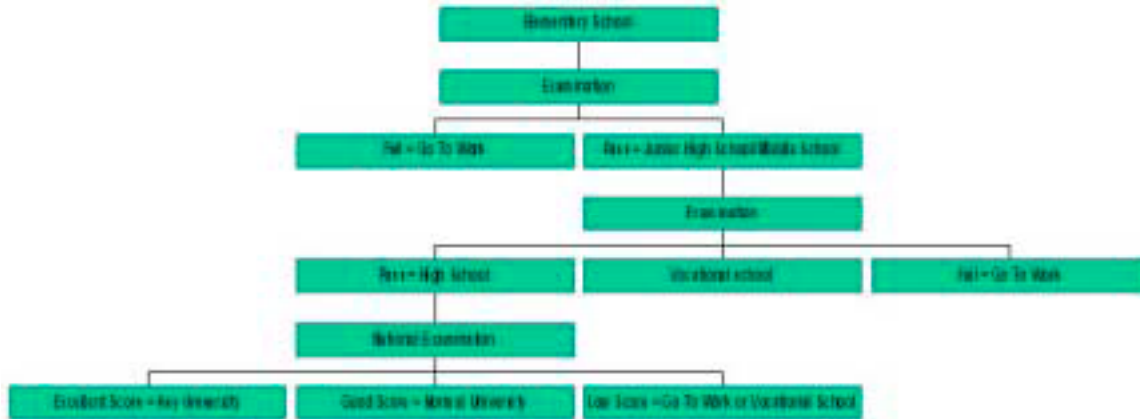 Elementary School
Examination
Fail = Go To Work
Pass = Junior High School/Middle School
Examination
Pass = High School
Vocational school
Fail = Go To Work
National Examination
Excellent Score = Key University
Good Score = Normal University
Low Score = Go To Work or Vocational School